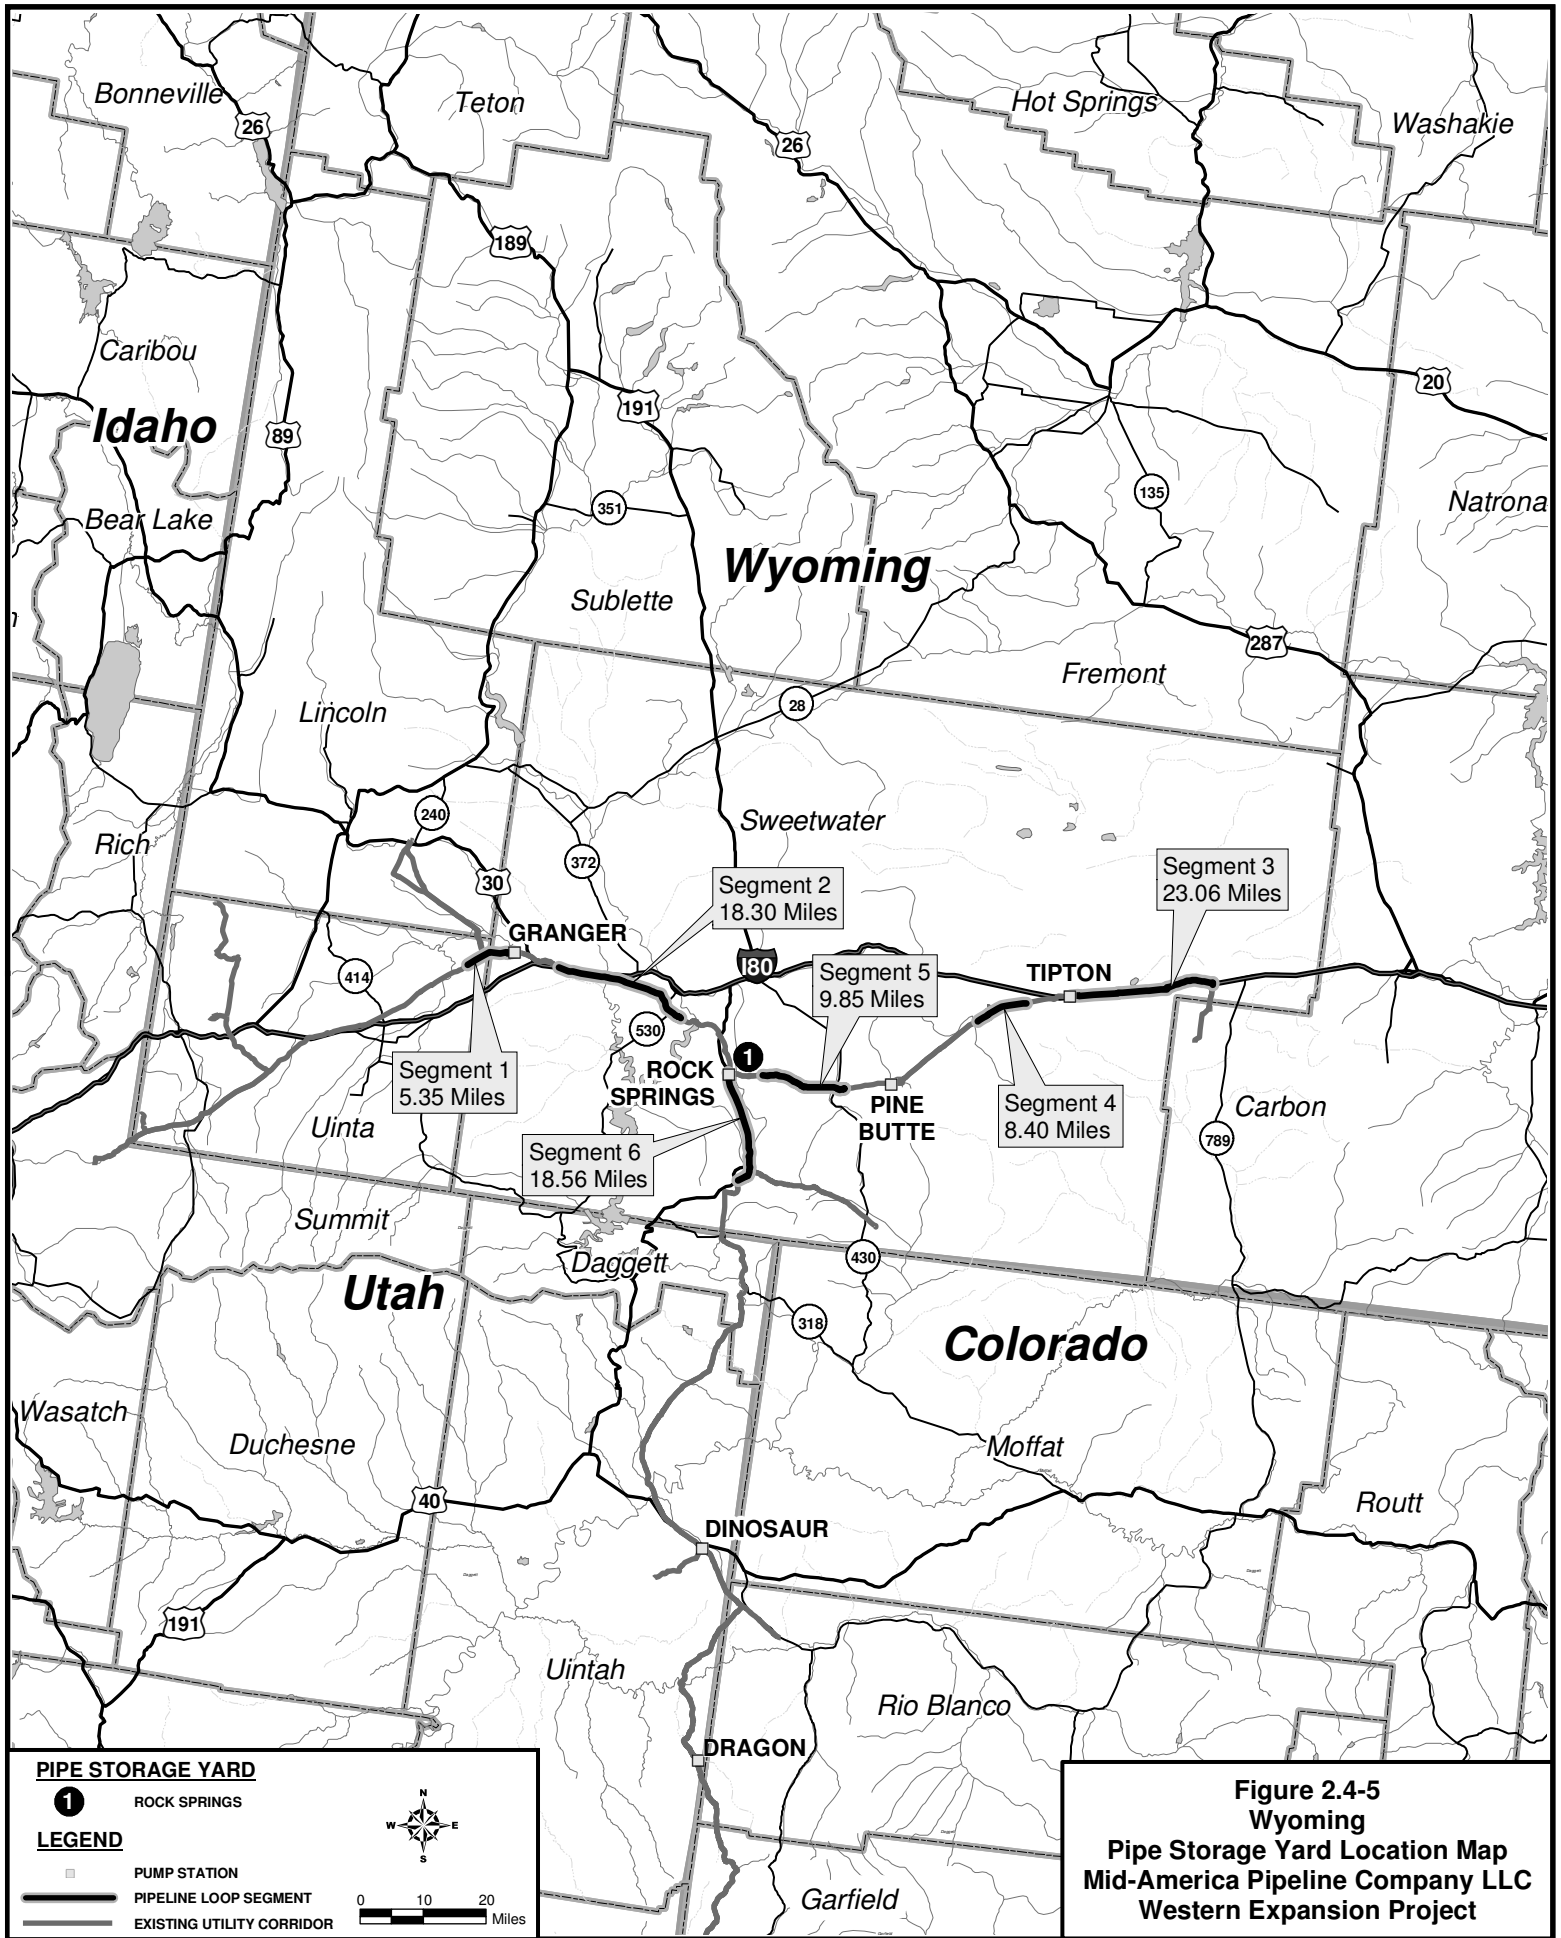 Bonneville
Teton
Hot Springs
Washakie
26
26
189
Caribou
Idaho
89
191
20
Bear Lake
351
135
Natrona
Wyoming
Sublette
287
Fremont
Lincoln
28
240
Sweetwater
Rich
372
30
Segment 2
18.30 Miles
Segment 3
23.06 Miles
GRANGER
414
I80
Segment 5
9.85 Miles
TIPTON
530
1
ROCK
SPRINGS
Segment 1
5.35 Miles
PINE
BUTTE
Segment 4
8.40 Miles
Carbon
Uinta
789
Segment 6
18.56 Miles
Summit
Daggett
430
Utah
318
Colorado
Wasatch
Duchesne
Moffat
40
Routt
DINOSAUR
191
Uintah
Rio Blanco
DRAGON
Garfield
PIPE STORAGE YARD
1 ROCK SPRINGS
LEGEND
PUMP STATION
PIPELINE LOOP SEGMENT
EXISTING UTILITY CORRIDOR
N
W E
S
0 10 20
Miles
Figure 2.4-5
Wyoming
Pipe Storage Yard Location Map
Mid-America Pipeline Company LLC
Western Expansion Project